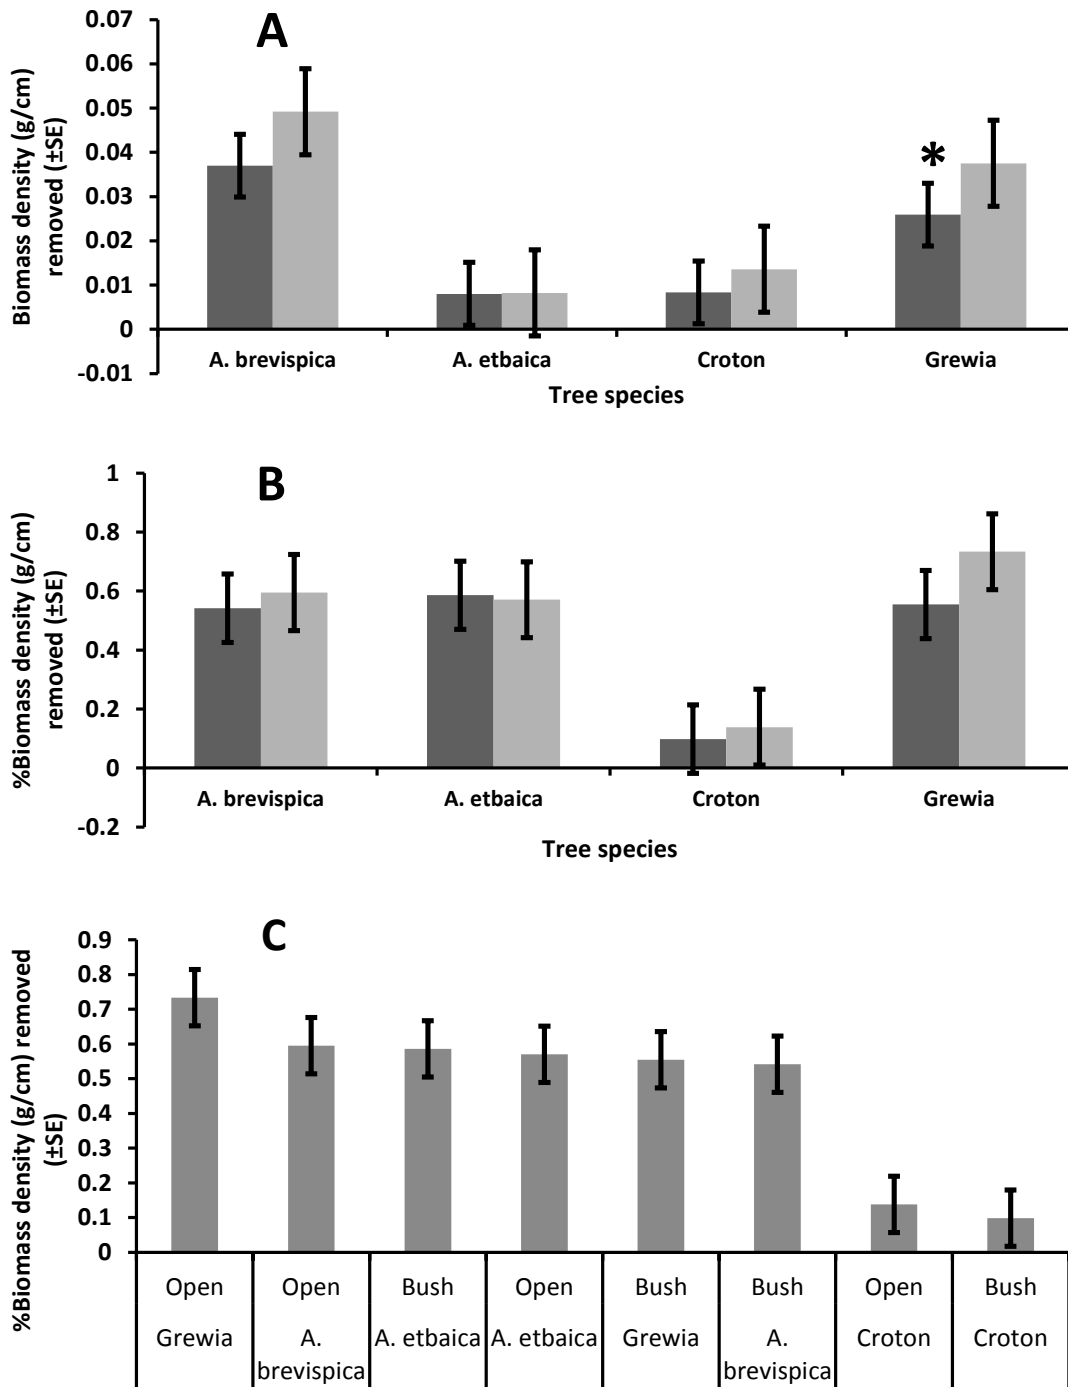 A
Biomass density (g/cm)
removed (±SE)
0.07
0.06
0.05
0.04
0.03
0.02
0.01
0
-0.01
*
A. brevispica
A. etbaica
Croton
Grewia
Tree species
B
%Biomass density (g/cm)
removed (±SE)
1
0.8
0.6
0.4
0.2
0
-0.2
A. brevispica
A. etbaica
Croton
Grewia
Tree species
C
%Biomass density (g/cm) removed
(±SE)
0.9
0.8
0.7
0.6
0.5
0.4
0.3
0.2
0.1
0
Open
Open
Bush
Open
Bush
Bush
Open
Bush
Grewia
A.
brevispica
A. etbaica
A. etbaica
Grewia
A.
brevispica
Croton
Croton